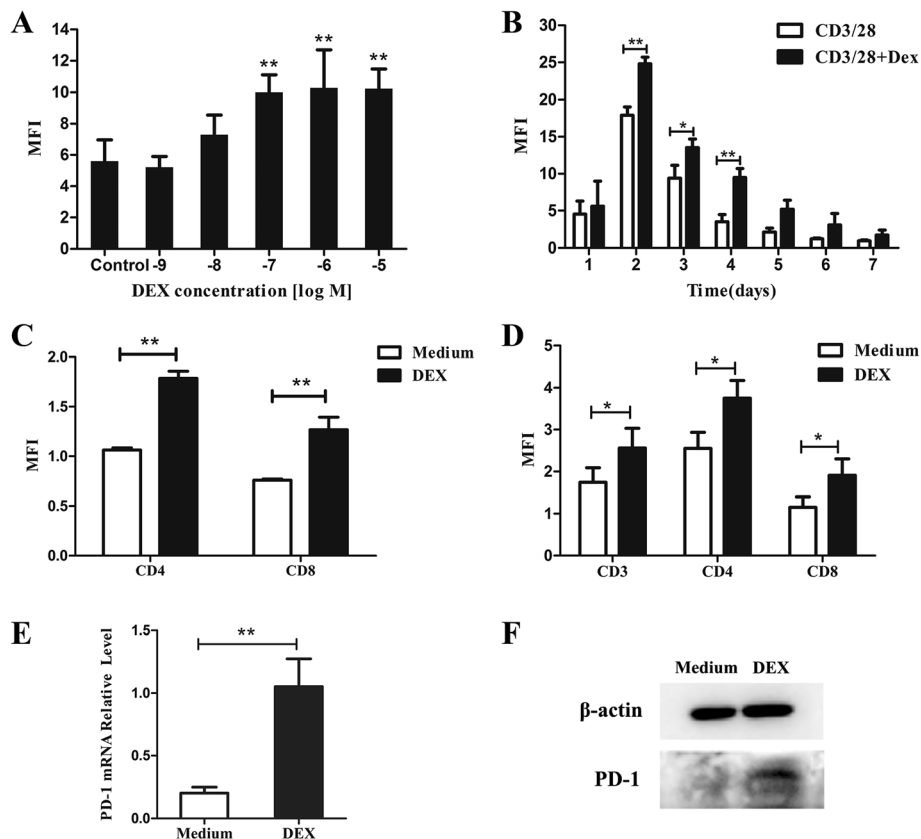 A
14
12
10
8
6
4
2
0
MFI
** ** **
Control -9 -8 -7 -6 -5
DEX concentration [log M]
B
CD3/28
CD3/28+Dex
30
25
20
15
10
5
0
MFI
** * **
1 2 3 4 5 6 7
Time(days)
C
Medium
DEX
2.0
1.5
1.0
0.5
0.0
MFI
** **
CD4 CD8
D
Medium
DEX
5
4
3
2
1
0
MFI
* * *
CD3 CD4 CD8
E
1.5
1.0
0.5
0.0
PD-1 mRNA Relative Level
**
Medium DEX
F
Medium DEX
β-actin
PD-1